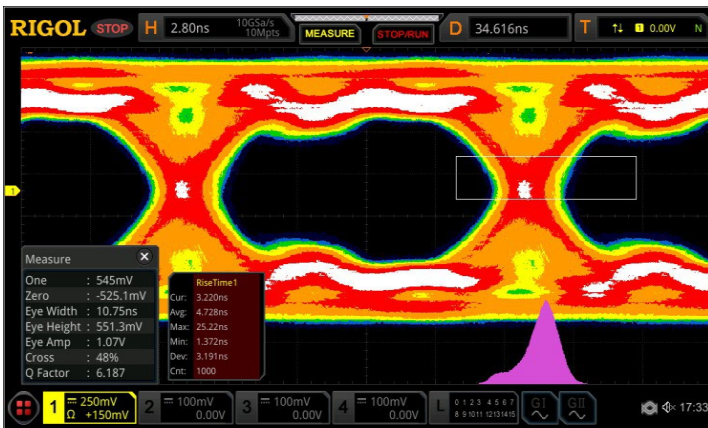 RIGOL STOP H 2.80ns 10GSa/s 10Mpts MEASURE STOP/RUN D 34.616ns T 1 0.00V N
1
Measure
One : 545mV
Zero : -525.1mV
Eye Width : 10.75ns
Eye Height : 551.3mV
Eye Amp : 1.07V
Cross : 48%
Q Factor : 6.187
RiseTime1
Cur: 3.220ns
Avg: 4.728ns
Max: 25.22ns
Min: 1.372ns
Dev: 3.191ns
Cnt: 1000
1 250mV 2 100mV 3 100mV 4 100mV L 0 1 2 3 4 5 6 7 GI GII
Ω +150mV 0.00V 0.00V 0.00V 8 9 10 11 12 13 14 15 17:33